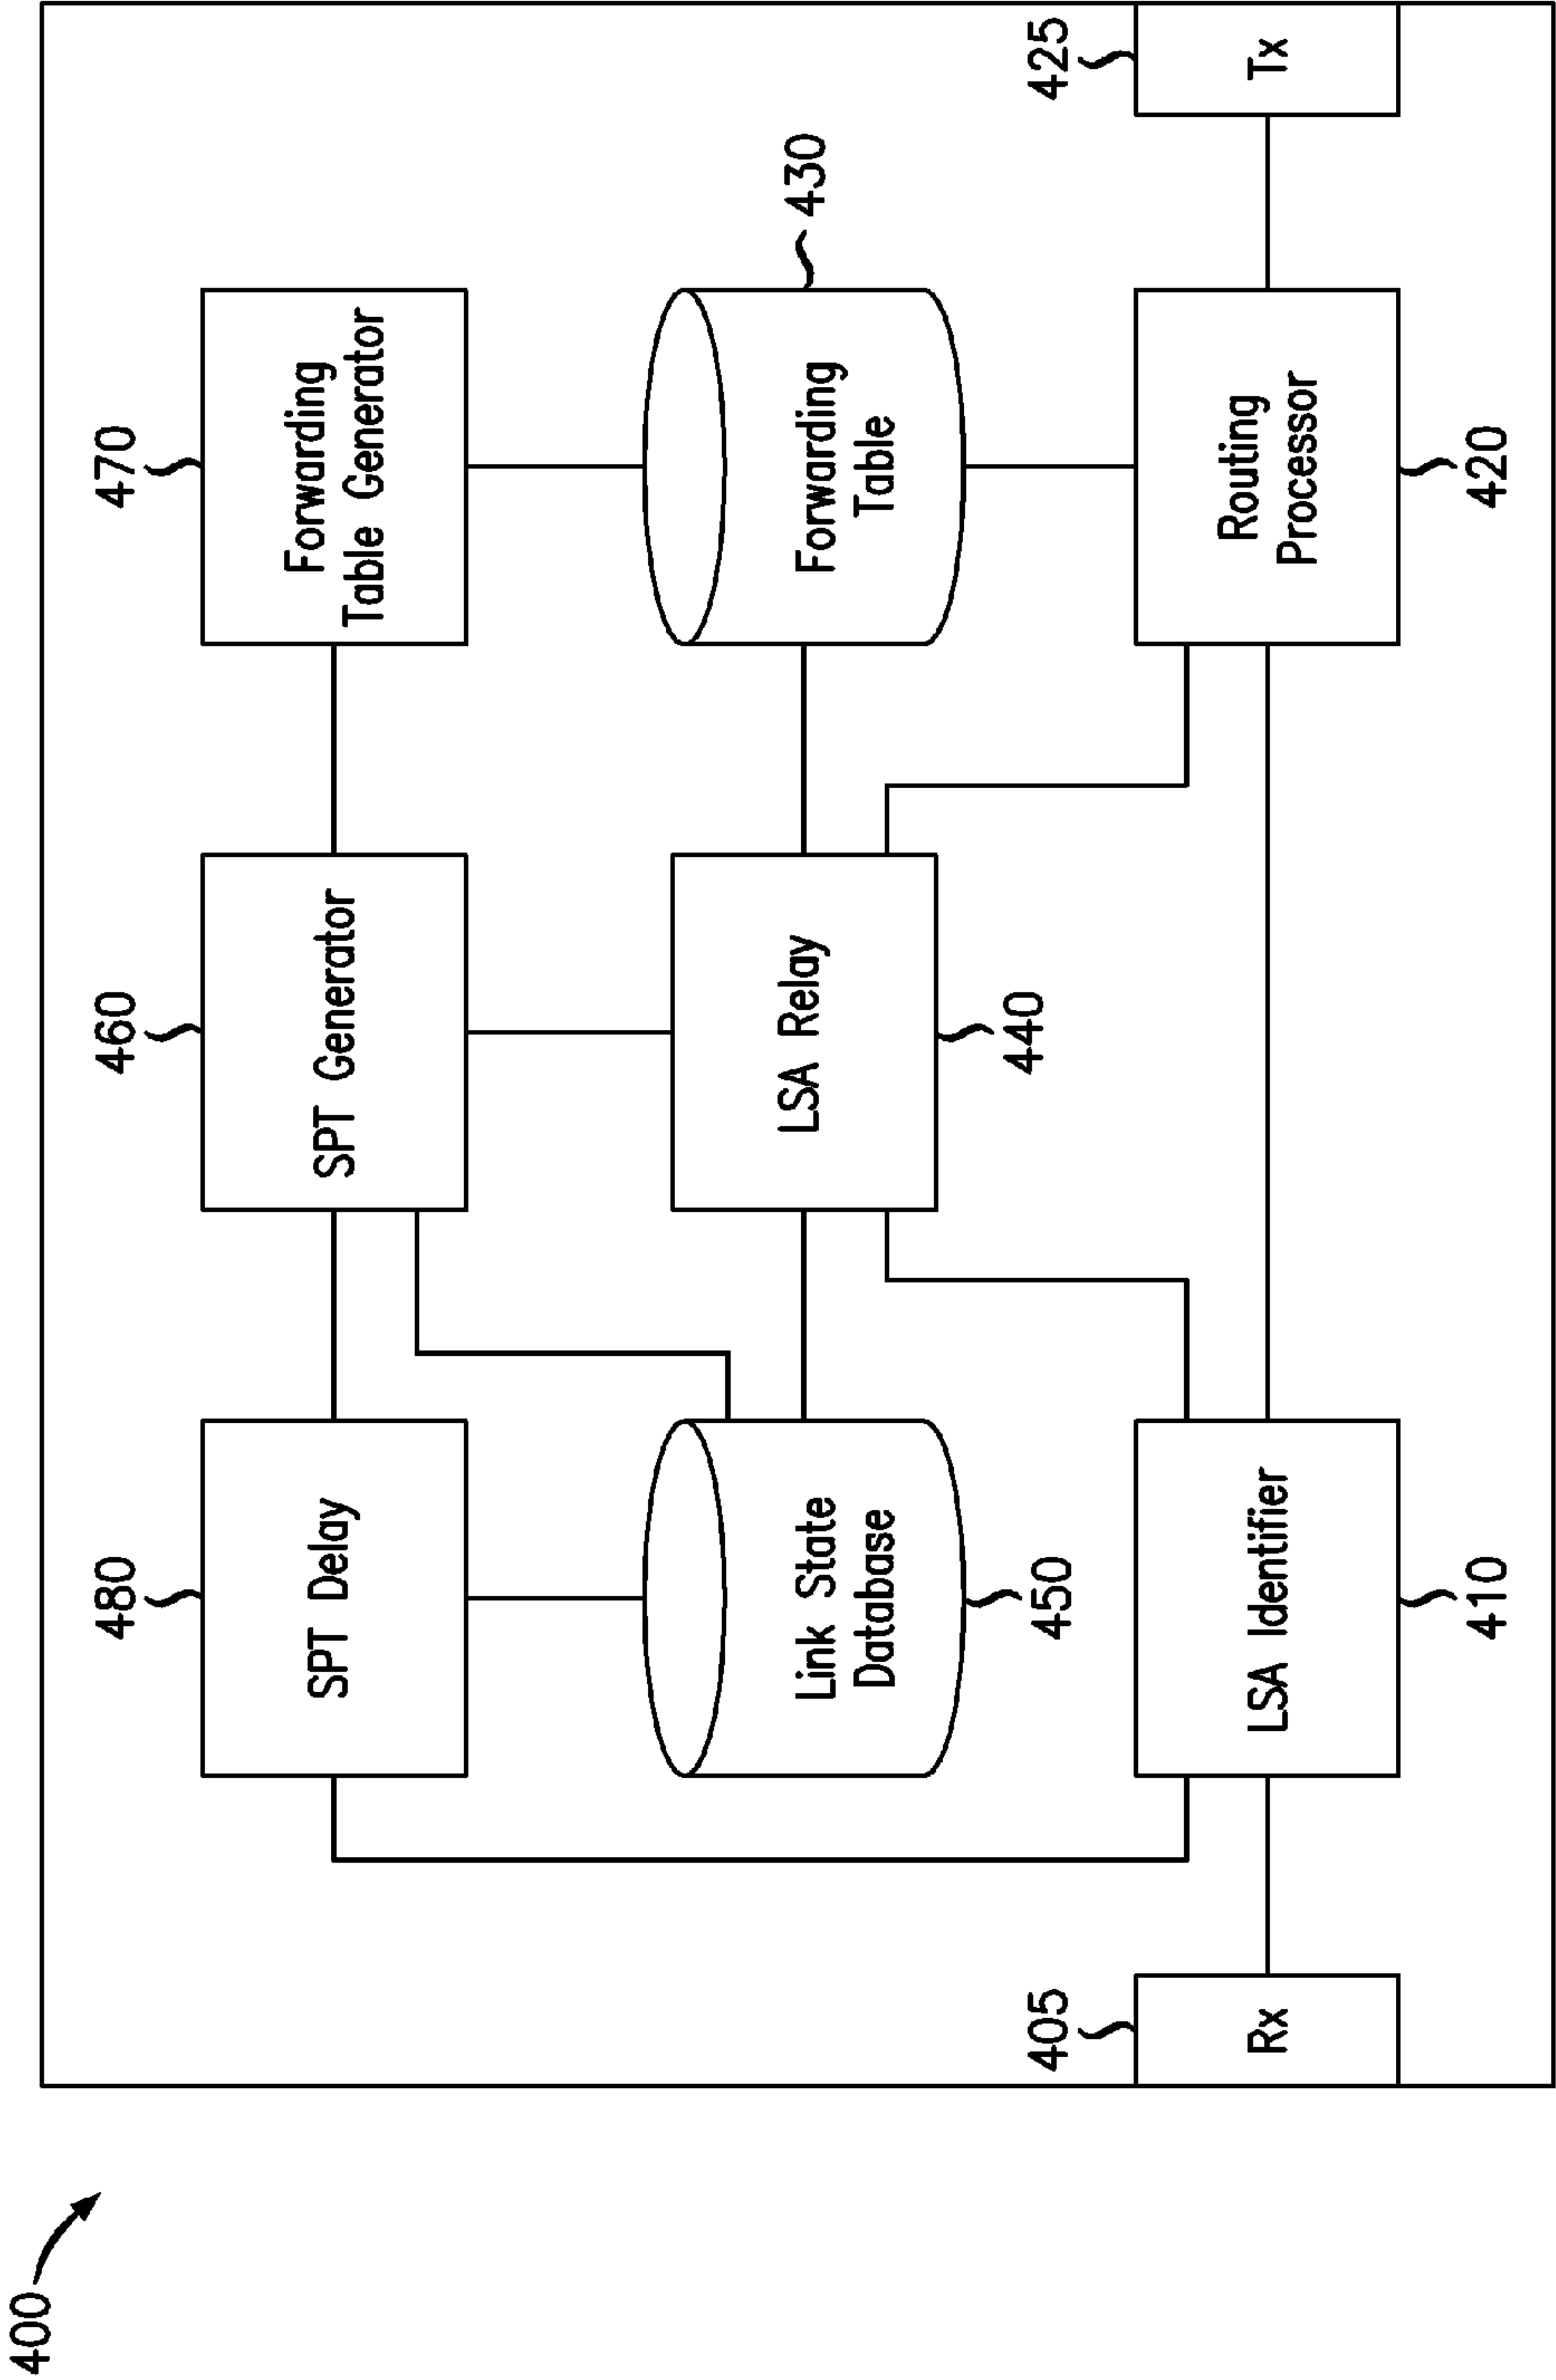 400
480
460
470
SPT Delay
SPT Generator
Forwarding
Table Generator
Link State
Database
450
LSA Relay
440
Forwarding
Table
430
405
425
Rx
LSA Identifier
410
Routing
Processor
420
Tx